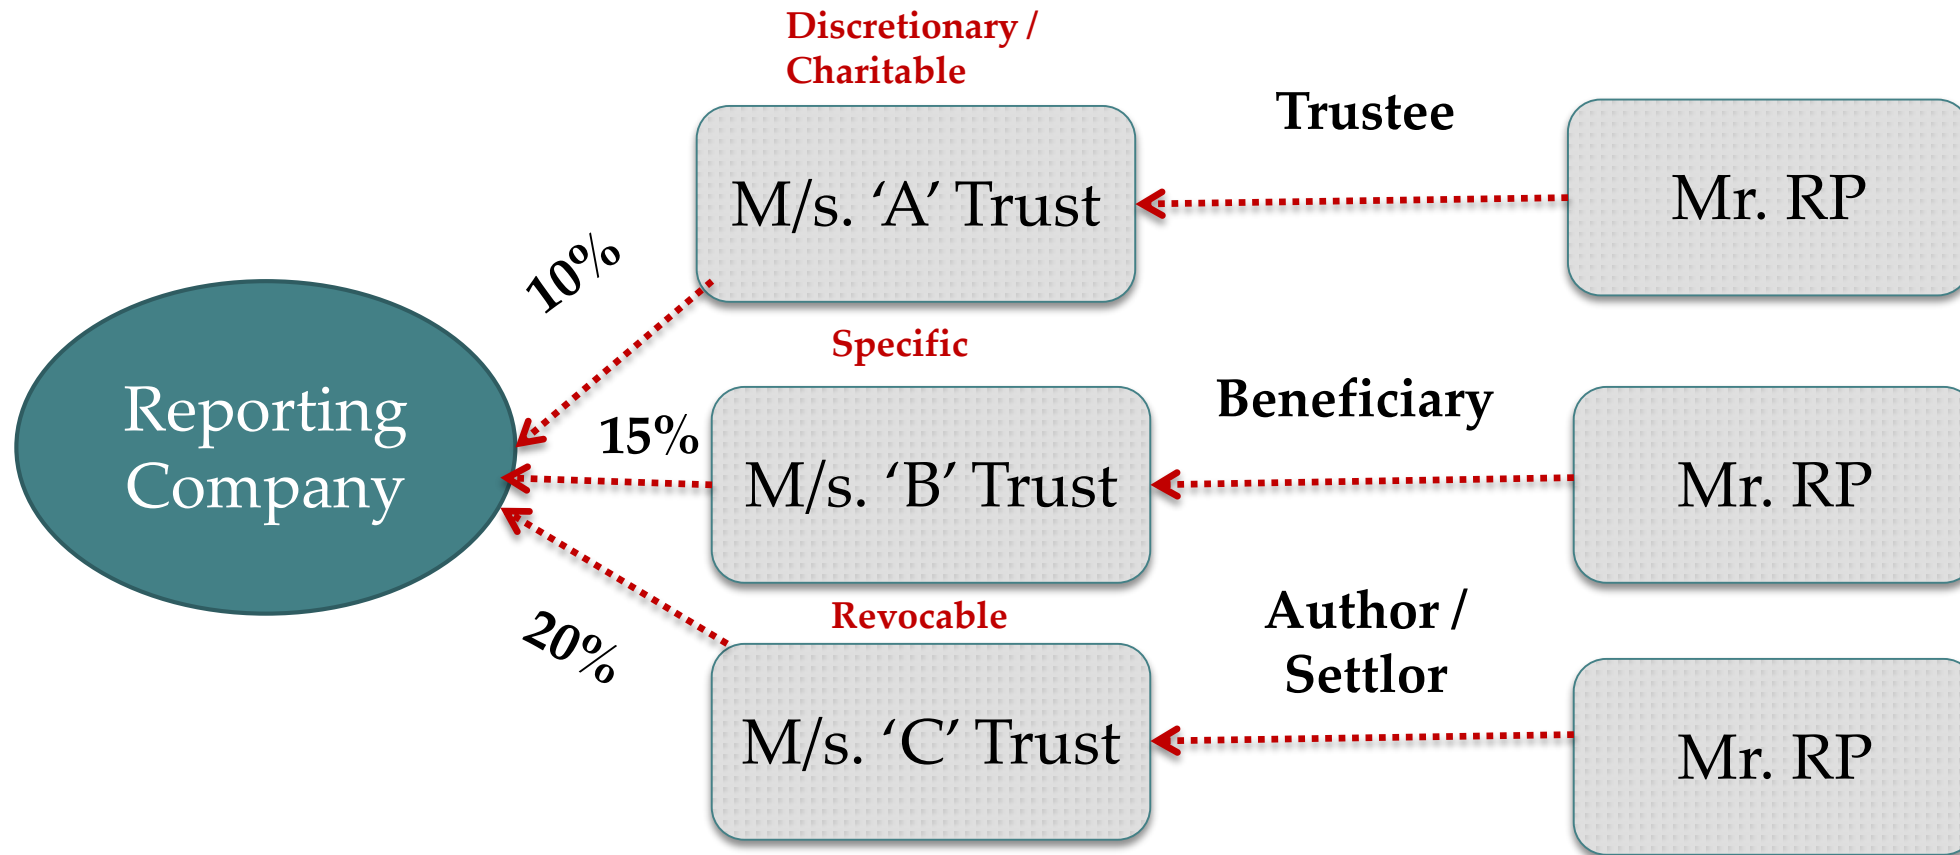 Discretionary /
Charitable
M/s. ‘A’ Trust
Trustee
Mr. RP
10%
Reporting
Company
Specific
15%
M/s. ‘B’ Trust
Beneficiary
Mr. RP
20%
Revocable
M/s. ‘C’ Trust
Author /
Settlor
Mr. RP